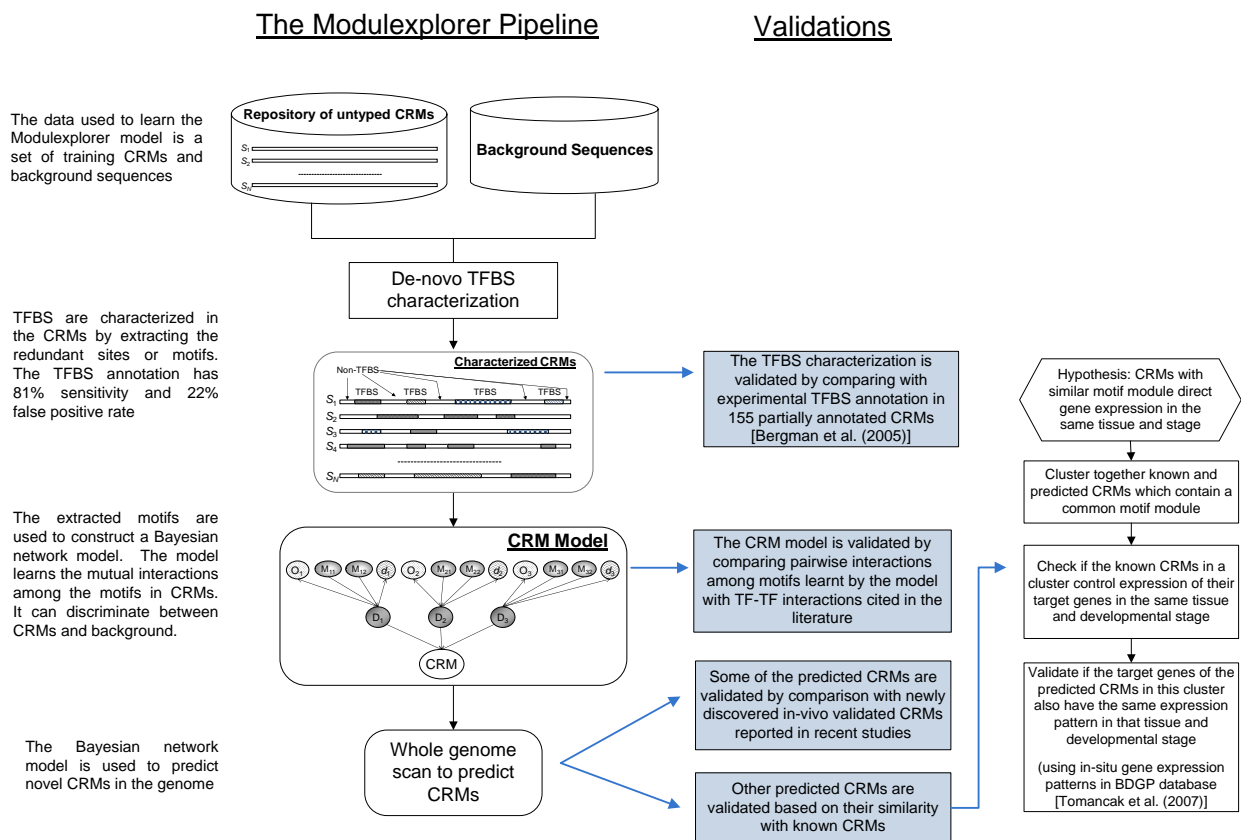 The Modulexplorer Pipeline
Validations
The data used to learn the
Modulexplorer model is a
set of training CRMs and
background sequences
Repository of untyped CRMs
S1
S2
SN
Background Sequences
De-novo TFBS
characterization
TFBS are characterized in
the CRMs by extracting the
redundant sites or motifs.
The TFBS annotation has
81% sensitivity and 22%
false positive rate
Characterized CRMs
Non-TFBS
TFBS TFBS TFBS TFBS
S1
S2
S3
S4
SN
The TFBS characterization is
validated by comparing with
experimental TFBS annotation in
155 partially annotated CRMs
[Bergman et al. (2005)]
Hypothesis: CRMs with
similar motif module direct
gene expression in the
same tissue and stage
Cluster together known and
predicted CRMs which contain a
common motif module
The extracted motifs are
used to construct a Bayesian
network model. The model
learns the mutual interactions
among the motifs in CRMs.
It can discriminate between
CRMs and background.
CRM Model
O1 M11 M12 d1 O2 M21 M22 d2 O3 M31 M32 d3
D1 D2 D3
CRM
The CRM model is validated by
comparing pairwise interactions
among motifs learnt by the model
with TF-TF interactions cited in the
literature
Check if the known CRMs in a
cluster control expression of their
target genes in the same tissue
and developmental stage
Some of the predicted CRMs are
validated by comparison with newly
discovered in-vivo validated CRMs
reported in recent studies
Validate if the target genes of the
predicted CRMs in this cluster
also have the same expression
pattern in that tissue and
developmental stage
(using in-situ gene expression
patterns in BDGP database
[Tomancak et al. (2007)]
The Bayesian network
model is used to predict
novel CRMs in the genome
Whole genome
scan to predict
CRMs
Other predicted CRMs are
validated based on their similarity
with known CRMs